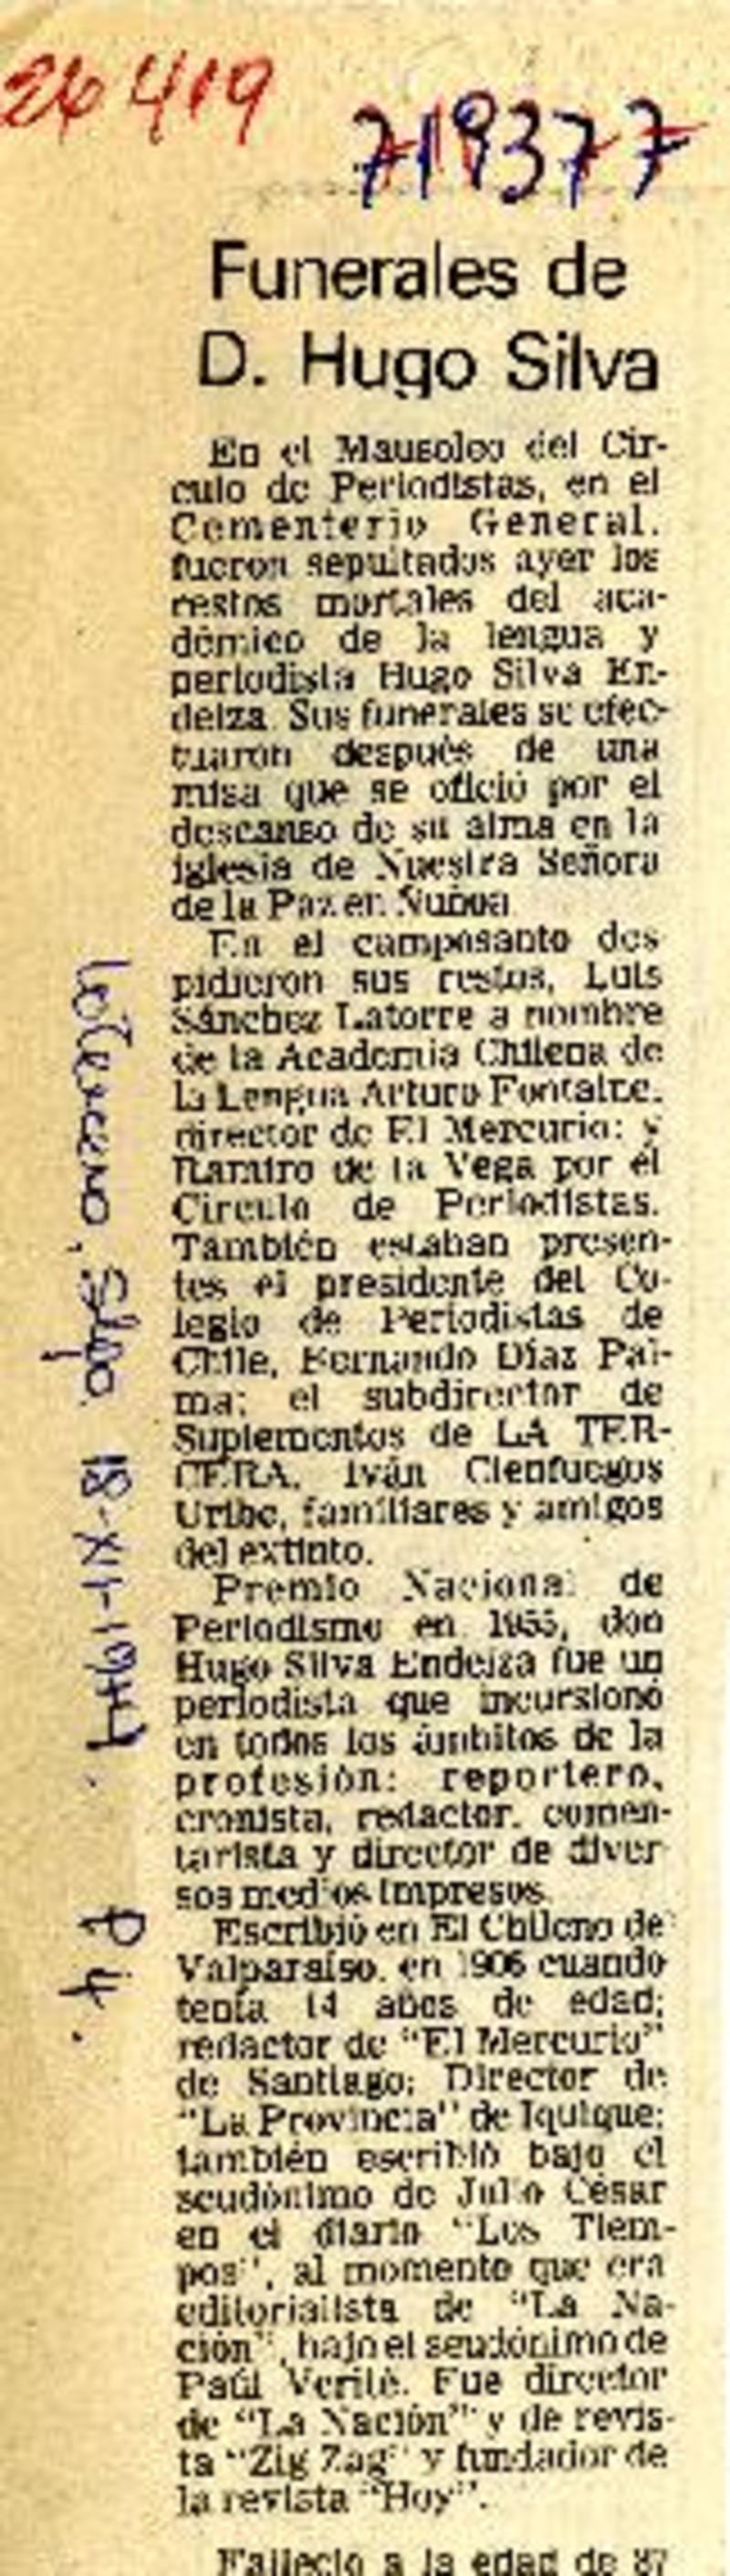 26419
719377
Funerales de
D. Hugo Silva
En el Mausoleo del Cír-
culo de Periodistas, en el
Cementerio General,
fueron sepultados ayer los
restos mortales del aca-
démico de la lengua y
periodista Hugo Silva En-
deiza. Sus funerales se efec-
tuaron después de una
misa que se ofició por el
descanso de su alma en la
iglesia de Nuestra Señora
de la Paz en Ñuñoa
En el camposanto des
pidieron sus restos, Luis
Sánchez Latorre a nombre
de la Academia Chilena de
la Lengua Arturo Fontaine,
director de El Mercurio; y
Ramiro de la Vega por el
Círculo de Periodistas.
También estaban presen-
tes el presidente del Co-
legio de Periodistas de
Chile, Fernando Díaz Pal-
ma; el subdirector de
Suplementos de LA TER-
CERA, Iván Cienfuegos
Uribe, familiares y amigos
del extinto.
Premio Nacional de
Periodismo en 1955, don
Hugo Silva Endeiza fue un
periodista que incursionó
en todos los ámbitos de la
profesión: reportero,
cronista, redactor, comen-
tarista y director de diver
sos medios impresos.
Escribió en El Chileno de
Valparaíso, en 1906 cuando
tenía 14 años de edad;
redactor de "El Mercurio"
de Santiago; Director de
"La Provincia" de Iquique;
también escribió bajo el
seudónimo de Julio César
en el diario "Los Tiem-
pos", al momento que era
editorialista de "La Na-
ción", bajo el seudónimo de
Paúl Verité. Fue director
de "La Nación" y de revis-
ta "Zig Zag" y fundador de
la revista "Hoy".
Falleció a la edad de 87
la Tercera, Stgo. 18-XII-1979. p 4.